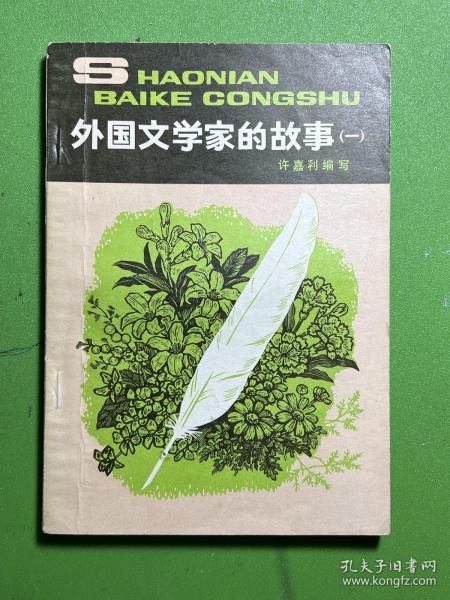 SHAONIAN
BAIKE CONGSHU
外国文学家的故事(一)
许嘉利编写
孔夫子旧书网
www.kongfz.com